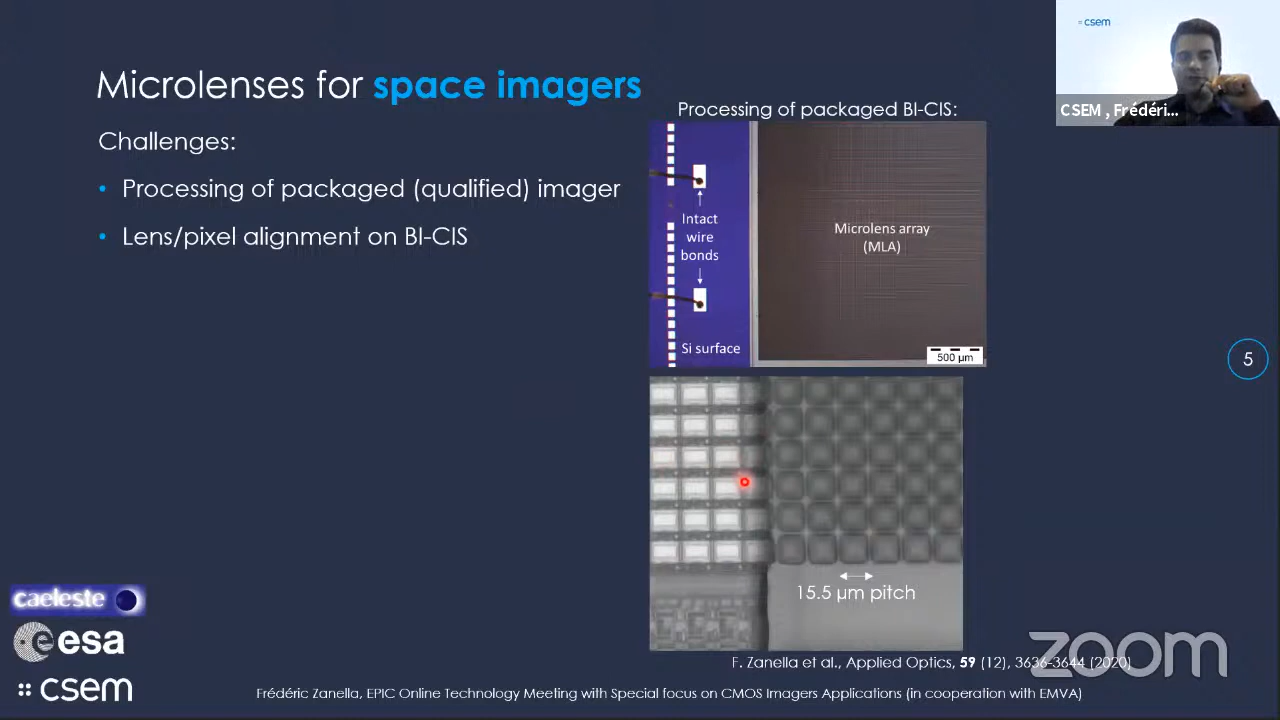 csem
CSEM , Frédéri...
Microlenses for space imagers
Challenges:
• Processing of packaged (qualified) imager
• Lens/pixel alignment on BI-CIS
Processing of packaged BI-CIS:
Intact
wire
bonds
Si surface
Microlens array
(MLA)
500 µm
5
15.5 µm pitch
caeleste
esa
csem
zoom
F. Zanella et al., Applied Optics, 59 (12), 3636-3644 (2020)
Frédéric Zanella, EPIC Online Technology Meeting with Special focus on CMOS Imagers Applications (in cooperation with EMVA)